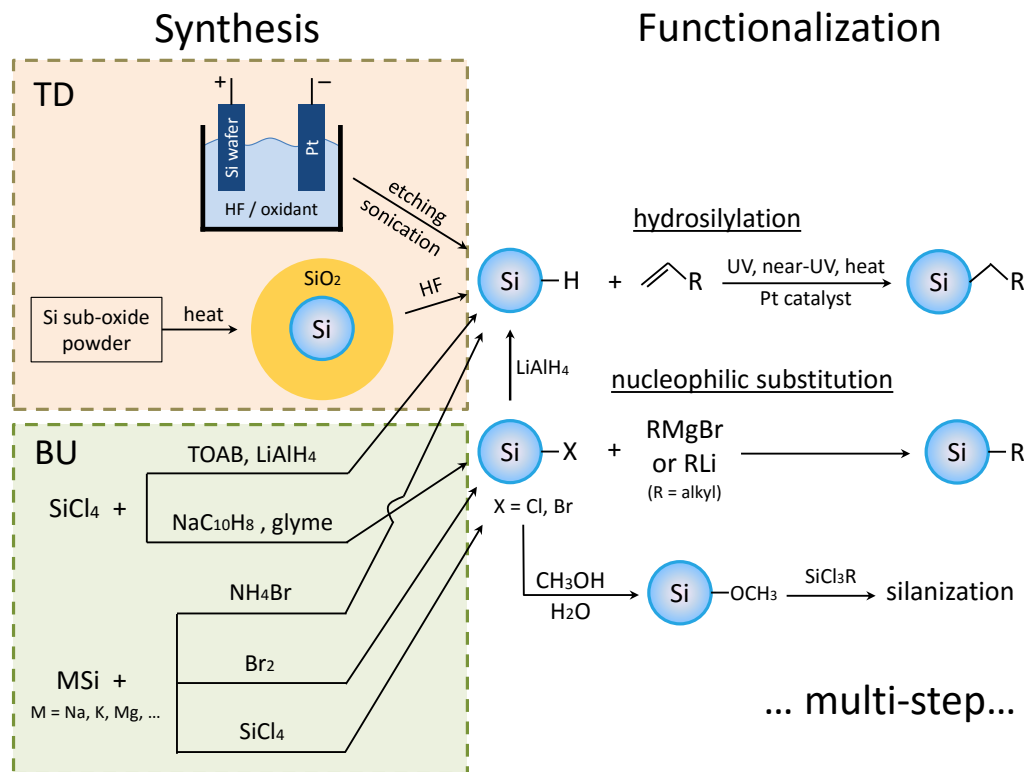 Synthesis
Functionalization
TD
+
–
Si wafer
Pt
HF / oxidant
etching
sonication
SiO2
Si
Si sub-oxide
powder
heat
HF
hydrosilylation
Si
H
+
R
UV, near-UV, heat
Pt catalyst
Si
R
LiAlH4
nucleophilic substitution
Si
X
X = Cl, Br
+
RMgBr
or RLi
(R = alkyl)
Si
R
BU
SiCl4 +
TOAB, LiAlH4
NaC10H8 , glyme
MSi +
M = Na, K, Mg, ...
NH4Br
Br2
SiCl4
CH3OH
H2O
Si
OCH3
SiCl3R
silanization
... multi-step...